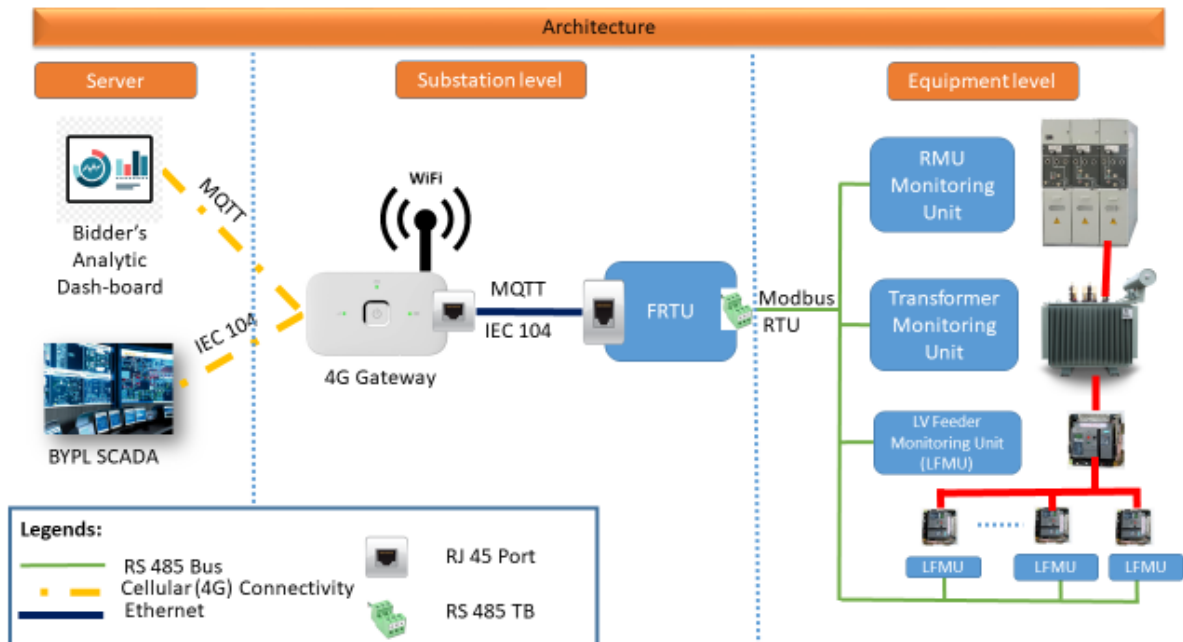 Architecture
Server
Substation level
Equipment level
MQTT
Bidder's
Analytic
Dash-board
IEC 104
BYPL SCADA
WiFi
4G Gateway
MQTT
IEC 104
FRTU
Modbus
RTU
RMU
Monitoring
Unit
Transformer
Monitoring
Unit
LV Feeder
Monitoring Unit
(LFMU)
LFMU
LFMU
LFMU
Legends:
RS 485 Bus
Cellular (4G) Connectivity
Ethernet
RJ 45 Port
RS 485 TB